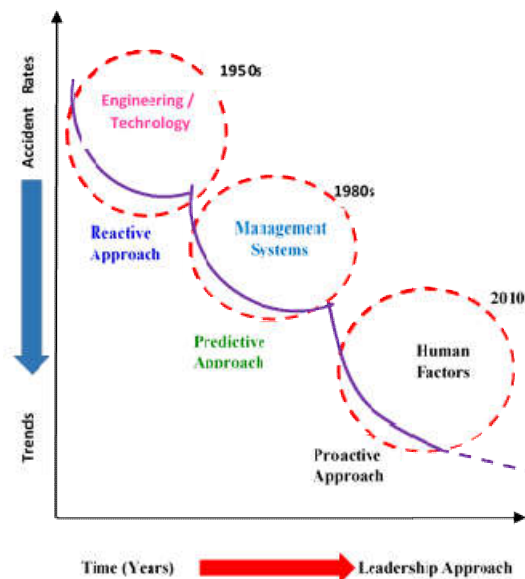 1950s
Engineering /
Technology
Accident Rates
1980s
Reactive
Approach
Management
Systems
2010
Predictive
Approach
Human
Factors
Trends
Proactive
Approach
Time (Years)
Leadership Approach